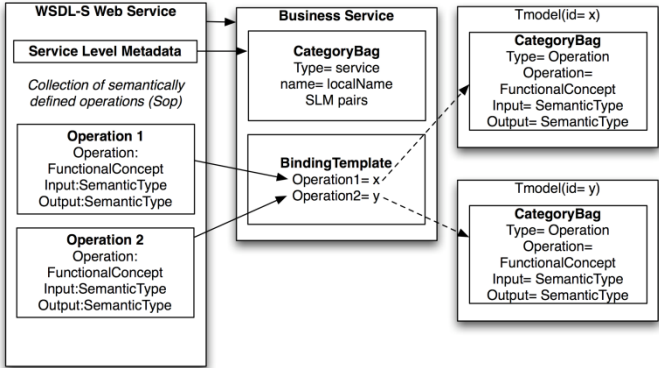 WSDL-S Web Service
Service Level Metadata
Collection of semantically
defined operations (Sop)
Operation 1
Operation:
FunctionalConcept
Input:SemanticType
Output:SemanticType
Operation 2
Operation:
FunctionalConcept
Input:SemanticType
Output:SemanticType
Business Service
CategoryBag
Type= service
name= localName
SLM pairs
BindingTemplate
Operation1= x
Operation2= y
Tmodel(id= x)
CategoryBag
Type= Operation
Operation=
FunctionalConcept
Input= SemanticType
Output= SemanticType
Tmodel(id= y)
CategoryBag
Type= Operation
Operation=
FunctionalConcept
Input= SemanticType
Output= SemanticType